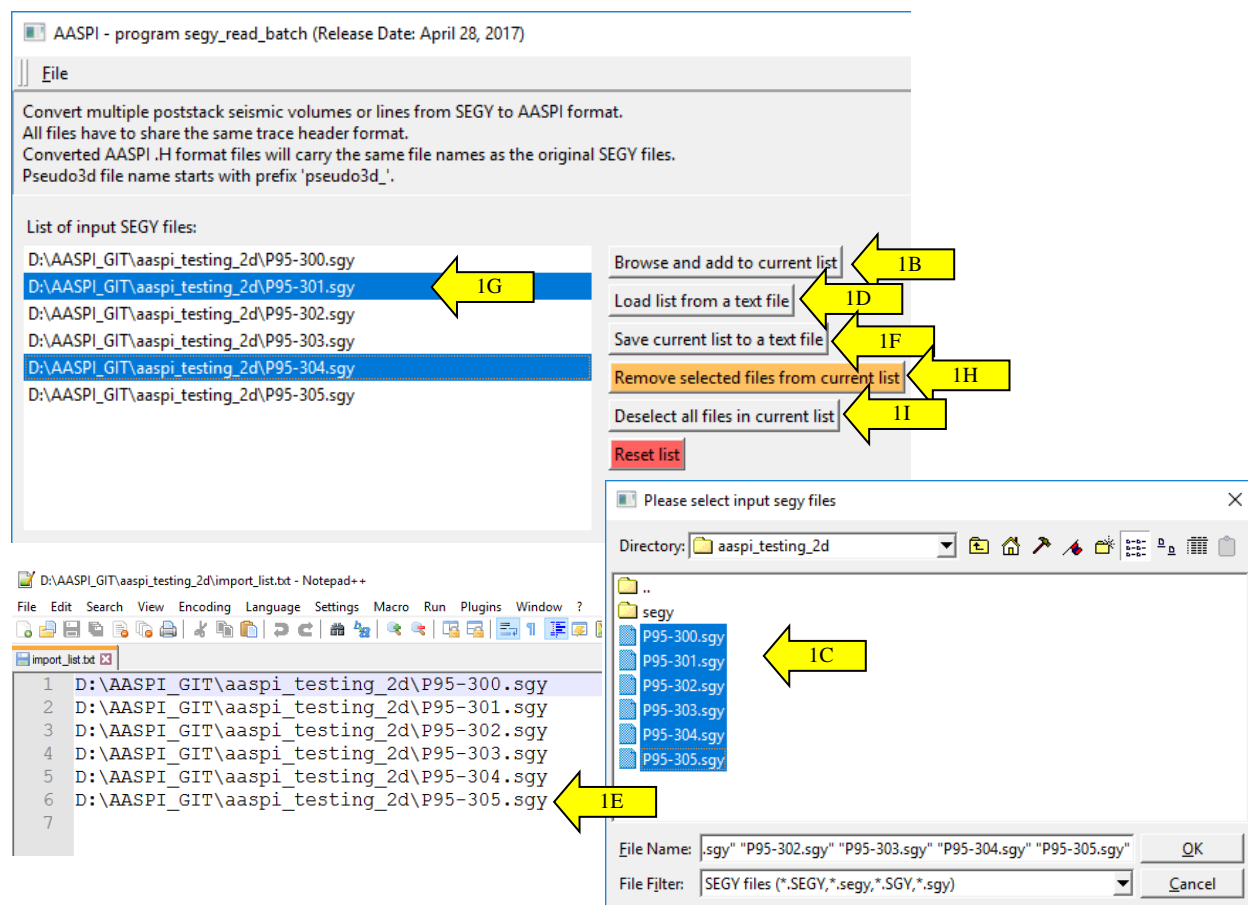 AASPI - program segy_read_batch (Release Date: April 28, 2017)
File
Convert multiple poststack seismic volumes or lines from SEGY to AASPI format.
All files have to share the same trace header format.
Converted AASPI .H format files will carry the same file names as the original SEGY files.
Pseudo3d file name starts with prefix 'pseudo3d_'.
List of input SEGY files:
D:\AASPI_GIT\aaspi_testing_2d\P95-300.sgy
D:\AASPI_GIT\aaspi_testing_2d\P95-301.sgy
D:\AASPI_GIT\aaspi_testing_2d\P95-302.sgy
D:\AASPI_GIT\aaspi_testing_2d\P95-303.sgy
D:\AASPI_GIT\aaspi_testing_2d\P95-304.sgy
D:\AASPI_GIT\aaspi_testing_2d\P95-305.sgy
1G
Browse and add to current list
1B
Load list from a text file
1D
Save current list to a text file
1F
Remove selected files from current list
1H
Deselect all files in current list
1I
Reset list
D:\AASPI_GIT\aaspi_testing_2d\import_list.txt - Notepad++
File Edit Search View Encoding Language Settings Macro Run Plugins Window ?
import_list.txt
1 D:\AASPI_GIT\aaspi_testing_2d\P95-300.sgy
2 D:\AASPI_GIT\aaspi_testing_2d\P95-301.sgy
3 D:\AASPI_GIT\aaspi_testing_2d\P95-302.sgy
4 D:\AASPI_GIT\aaspi_testing_2d\P95-303.sgy
5 D:\AASPI_GIT\aaspi_testing_2d\P95-304.sgy
6 D:\AASPI_GIT\aaspi_testing_2d\P95-305.sgy
7
1E
Please select input segy files
Directory: aaspi_testing_2d
..
segy
P95-300.sgy
P95-301.sgy
P95-302.sgy
P95-303.sgy
P95-304.sgy
P95-305.sgy
1C
File Name: .sgy" "P95-302.sgy" "P95-303.sgy" "P95-304.sgy" "P95-305.sgy"
OK
File Filter: SEGY files (*.SEGY,*.segy,*.SGY,*.sgy)
Cancel